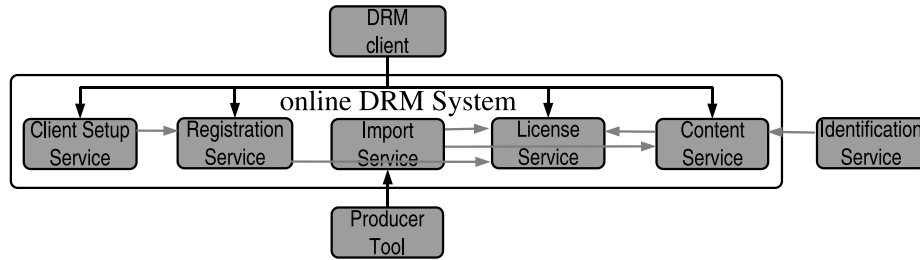 DRM
client
online DRM System
Client Setup
Service
Registration
Service
Import
Service
License
Service
Content
Service
Identification
Service
Producer
Tool